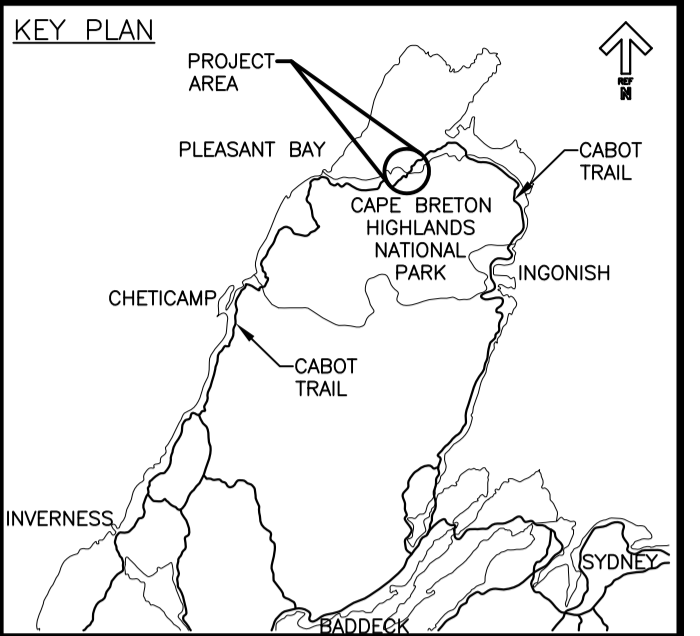 KEY PLAN
PROJECT
AREA
REF
N
PLEASANT BAY
CABOT
TRAIL
CAPE BRETON
HIGHLANDS
NATIONAL
PARK
INGONISH
CHETICAMP
CABOT
TRAIL
INVERNESS
SYDNEY
BADDECK